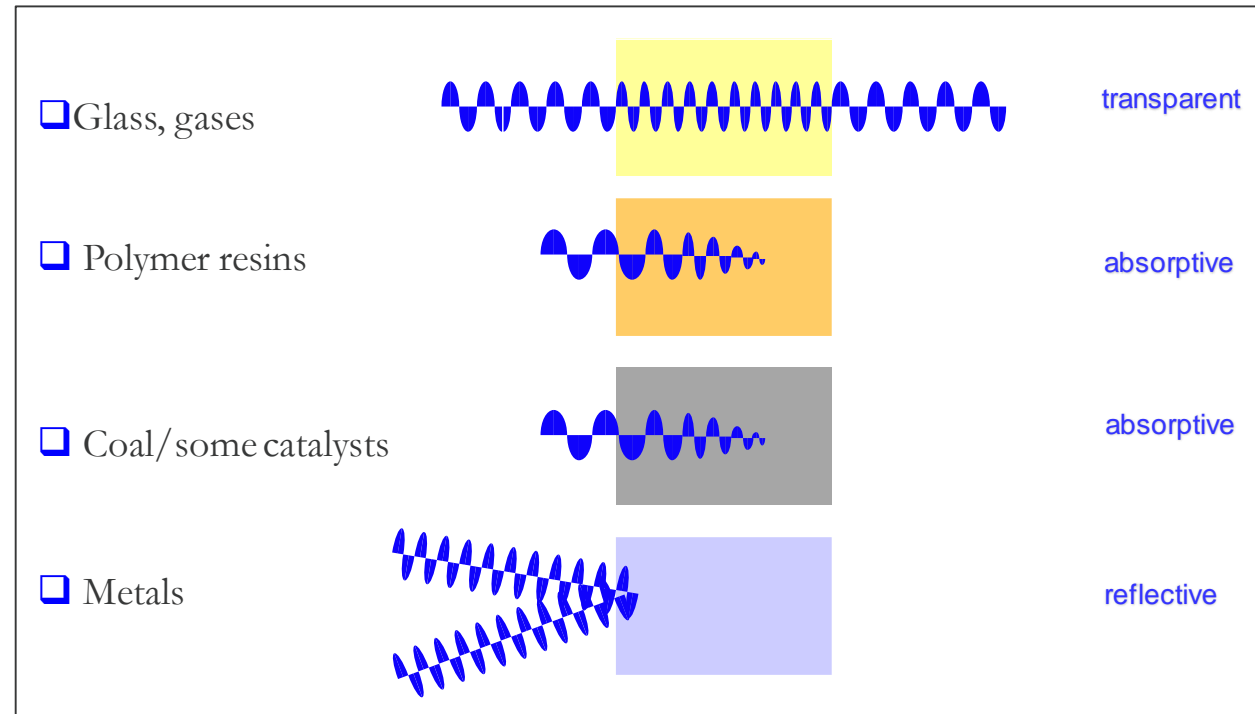 ❑Glass, gases transparent
❑ Polymer resins absorptive
❑ Coal/some catalysts absorptive
❑ Metals reflective